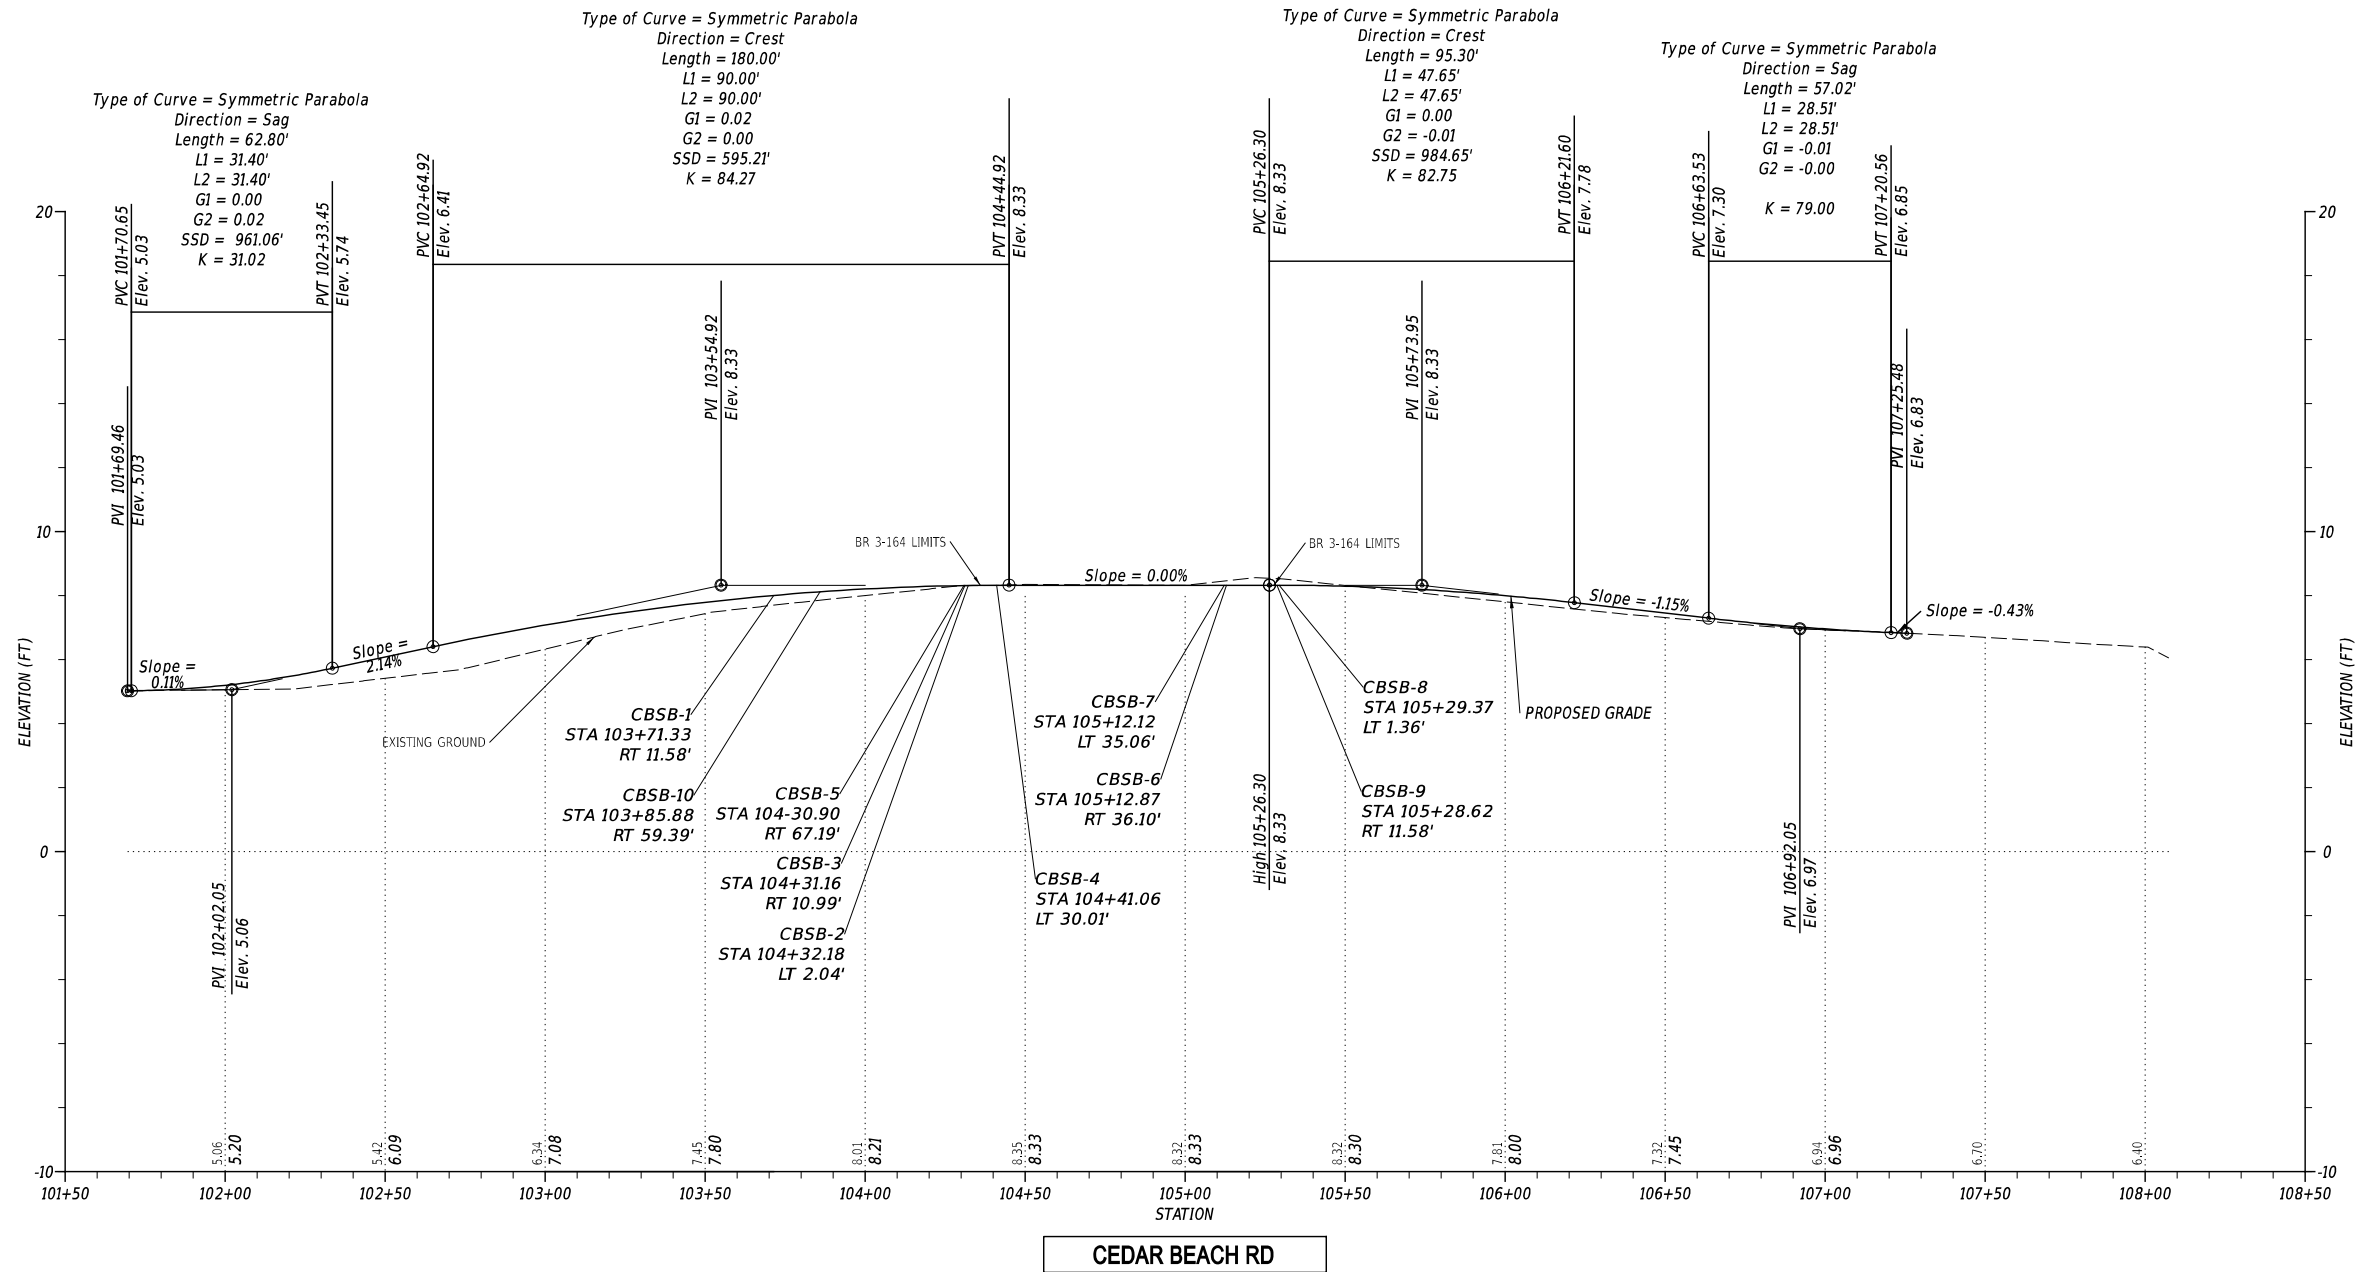 Type of Curve = Symmetric Parabola
Direction = Sag
Length = 62.80'
L1 = 31.40'
L2 = 31.40'
G1 = 0.00
G2 = 0.02
SSD = 961.06'
K = 31.02
Type of Curve = Symmetric Parabola
Direction = Crest
Length = 180.00'
L1 = 90.00'
L2 = 90.00'
G1 = 0.02
G2 = 0.00
SSD = 595.21'
K = 84.27
Type of Curve = Symmetric Parabola
Direction = Crest
Length = 95.30'
L1 = 47.65'
L2 = 47.65'
G1 = 0.00
G2 = -0.01
SSD = 984.65'
K = 82.75
Type of Curve = Symmetric Parabola
Direction = Sag
Length = 57.02'
L1 = 28.51'
L2 = 28.51'
G1 = -0.01
G2 = -0.00
K = 79.00
PVI 101+69.46
Elev. 5.03
PVC 101+70.65
Elev. 5.03
PVT 102+33.45
Elev. 5.74
PVC 102+64.92
Elev. 6.41
PVI 103+54.92
Elev. 8.33
PVT 104+44.92
Elev. 8.33
PVC 105+26.30
Elev. 8.33
PVI 105+73.95
Elev. 8.33
PVT 106+21.60
Elev. 7.78
PVC 106+63.53
Elev. 7.30
PVT 107+20.56
Elev. 6.85
PVI 107+25.48
Elev. 6.83
20
10
0
-10
ELEVATION (FT)
20
10
0
-10
ELEVATION (FT)
BR 3-164 LIMITS
BR 3-164 LIMITS
Slope =
0.11%
Slope =
2.14%
Slope = 0.00%
Slope = -1.15%
Slope = -0.43%
EXISTING GROUND
PROPOSED GRADE
CBSB-1
STA 103+71.33
RT 11.58'
CBSB-10
STA 103+85.88
RT 59.39'
CBSB-5
STA 104-30.90
RT 67.19'
CBSB-3
STA 104+31.16
RT 10.99'
CBSB-2
STA 104+32.18
LT 2.04'
CBSB-4
STA 104+41.06
LT 30.01'
CBSB-7
STA 105+12.12
LT 35.06'
CBSB-6
STA 105+12.87
RT 36.10'
CBSB-8
STA 105+29.37
LT 1.36'
CBSB-9
STA 105+28.62
RT 11.58'
PVI 102+02.05
Elev. 5.06
High 105+26.30
Elev. 8.33
PVI 106+92.05
Elev. 6.97
5.06
5.20
5.42
6.09
6.34
7.08
7.45
7.80
8.01
8.21
8.35
8.33
8.32
8.33
8.32
8.30
7.81
8.00
7.32
7.45
6.94
6.96
6.70
6.40
101+50 102+00 102+50 103+00 103+50 104+00 104+50 105+00 105+50 106+00 106+50 107+00 107+50 108+00 108+50
STATION
CEDAR BEACH RD